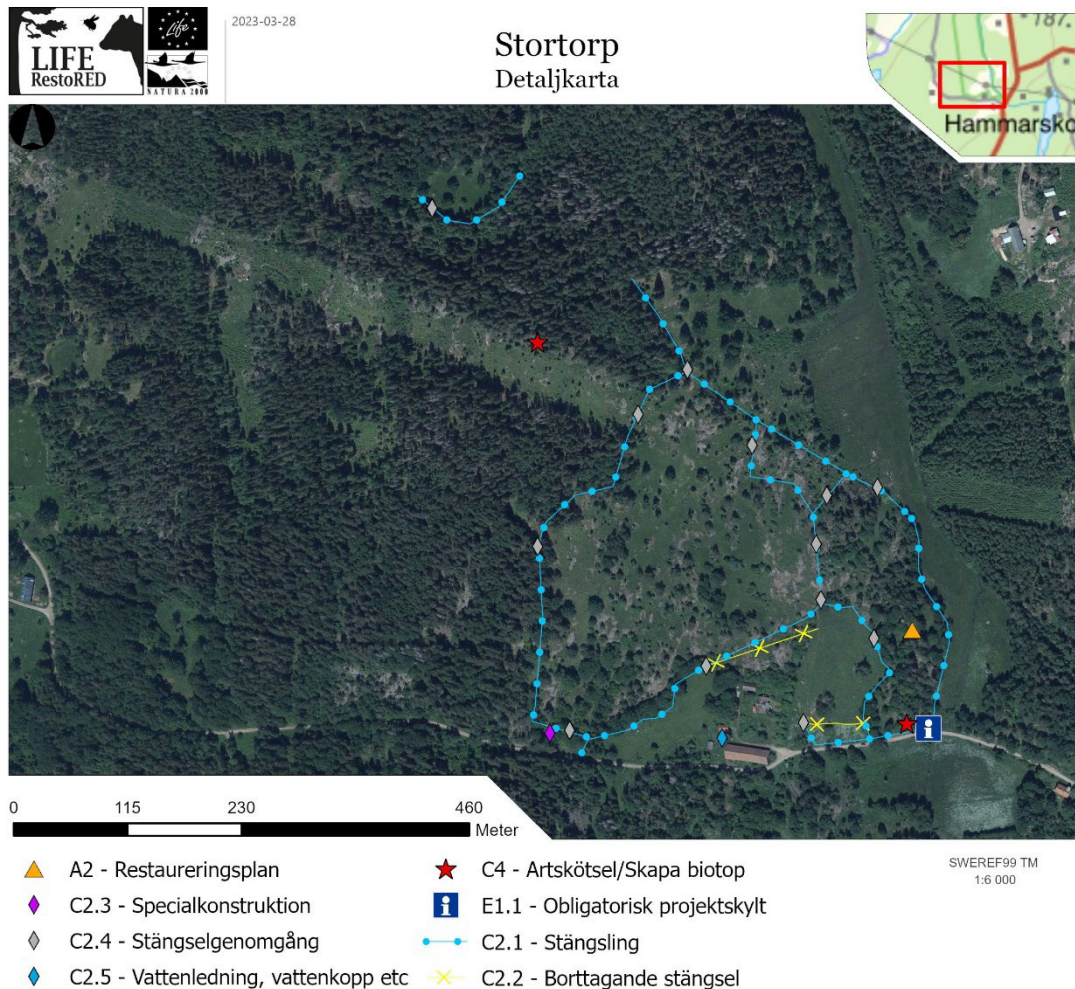 LIFE
RestoRED
Life
NATURA 2000
2023-03-28
Stortorp
Detaljkarta
187.
Hammarsko
0 115 230 460
Meter
SWEREF99 TM
1:6 000
A2 - Restaureringsplan
C2.3 - Specialkonstruktion
C2.4 - Stängselgenomgång
C2.5 - Vattenledning, vattenkopp etc
C4 - Artskötsel/Skapa biotop
E1.1 - Obligatorisk projektskylt
C2.1 - Stängsling
C2.2 - Borttagande stängsel